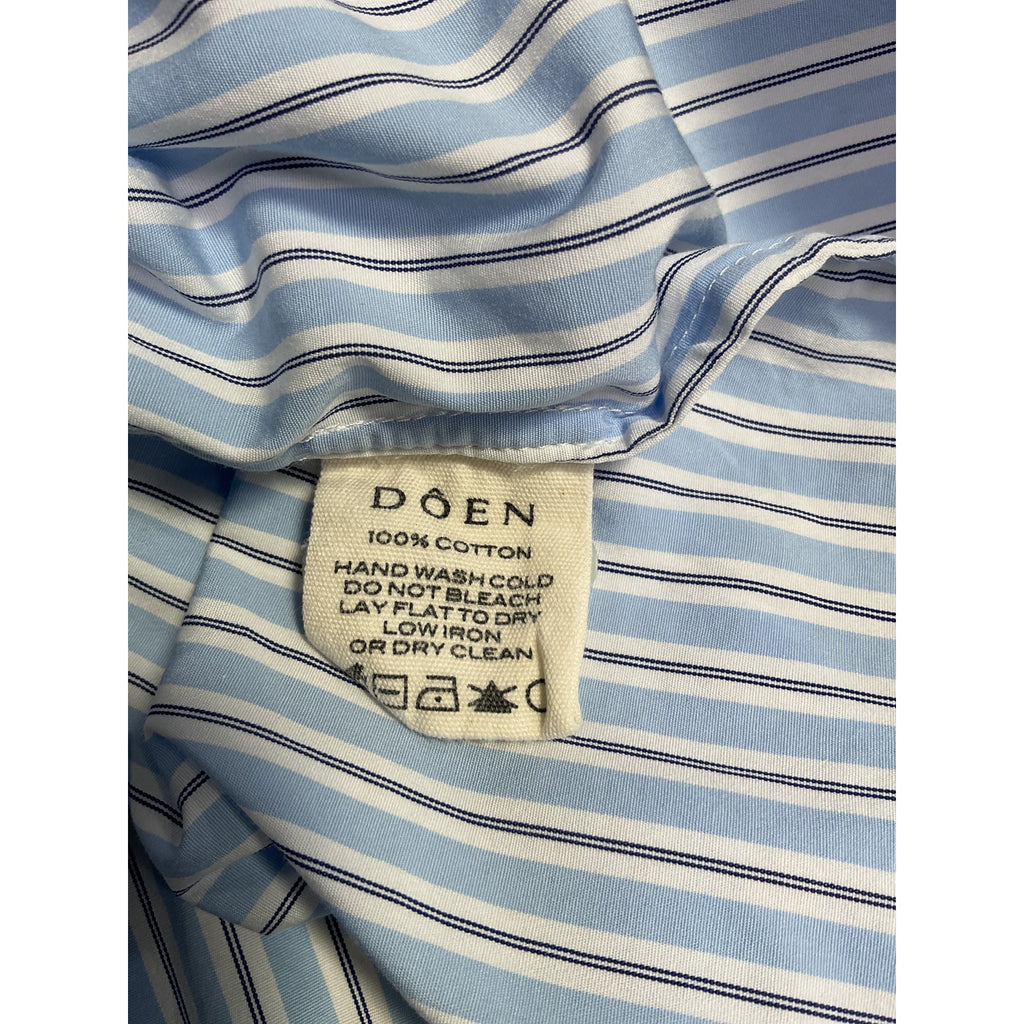 DÔEN
100% COTTON
HAND WASH COLD
DO NOT BLEACH
LAY FLAT TO DRY
LOW IRON
OR DRY CLEAN